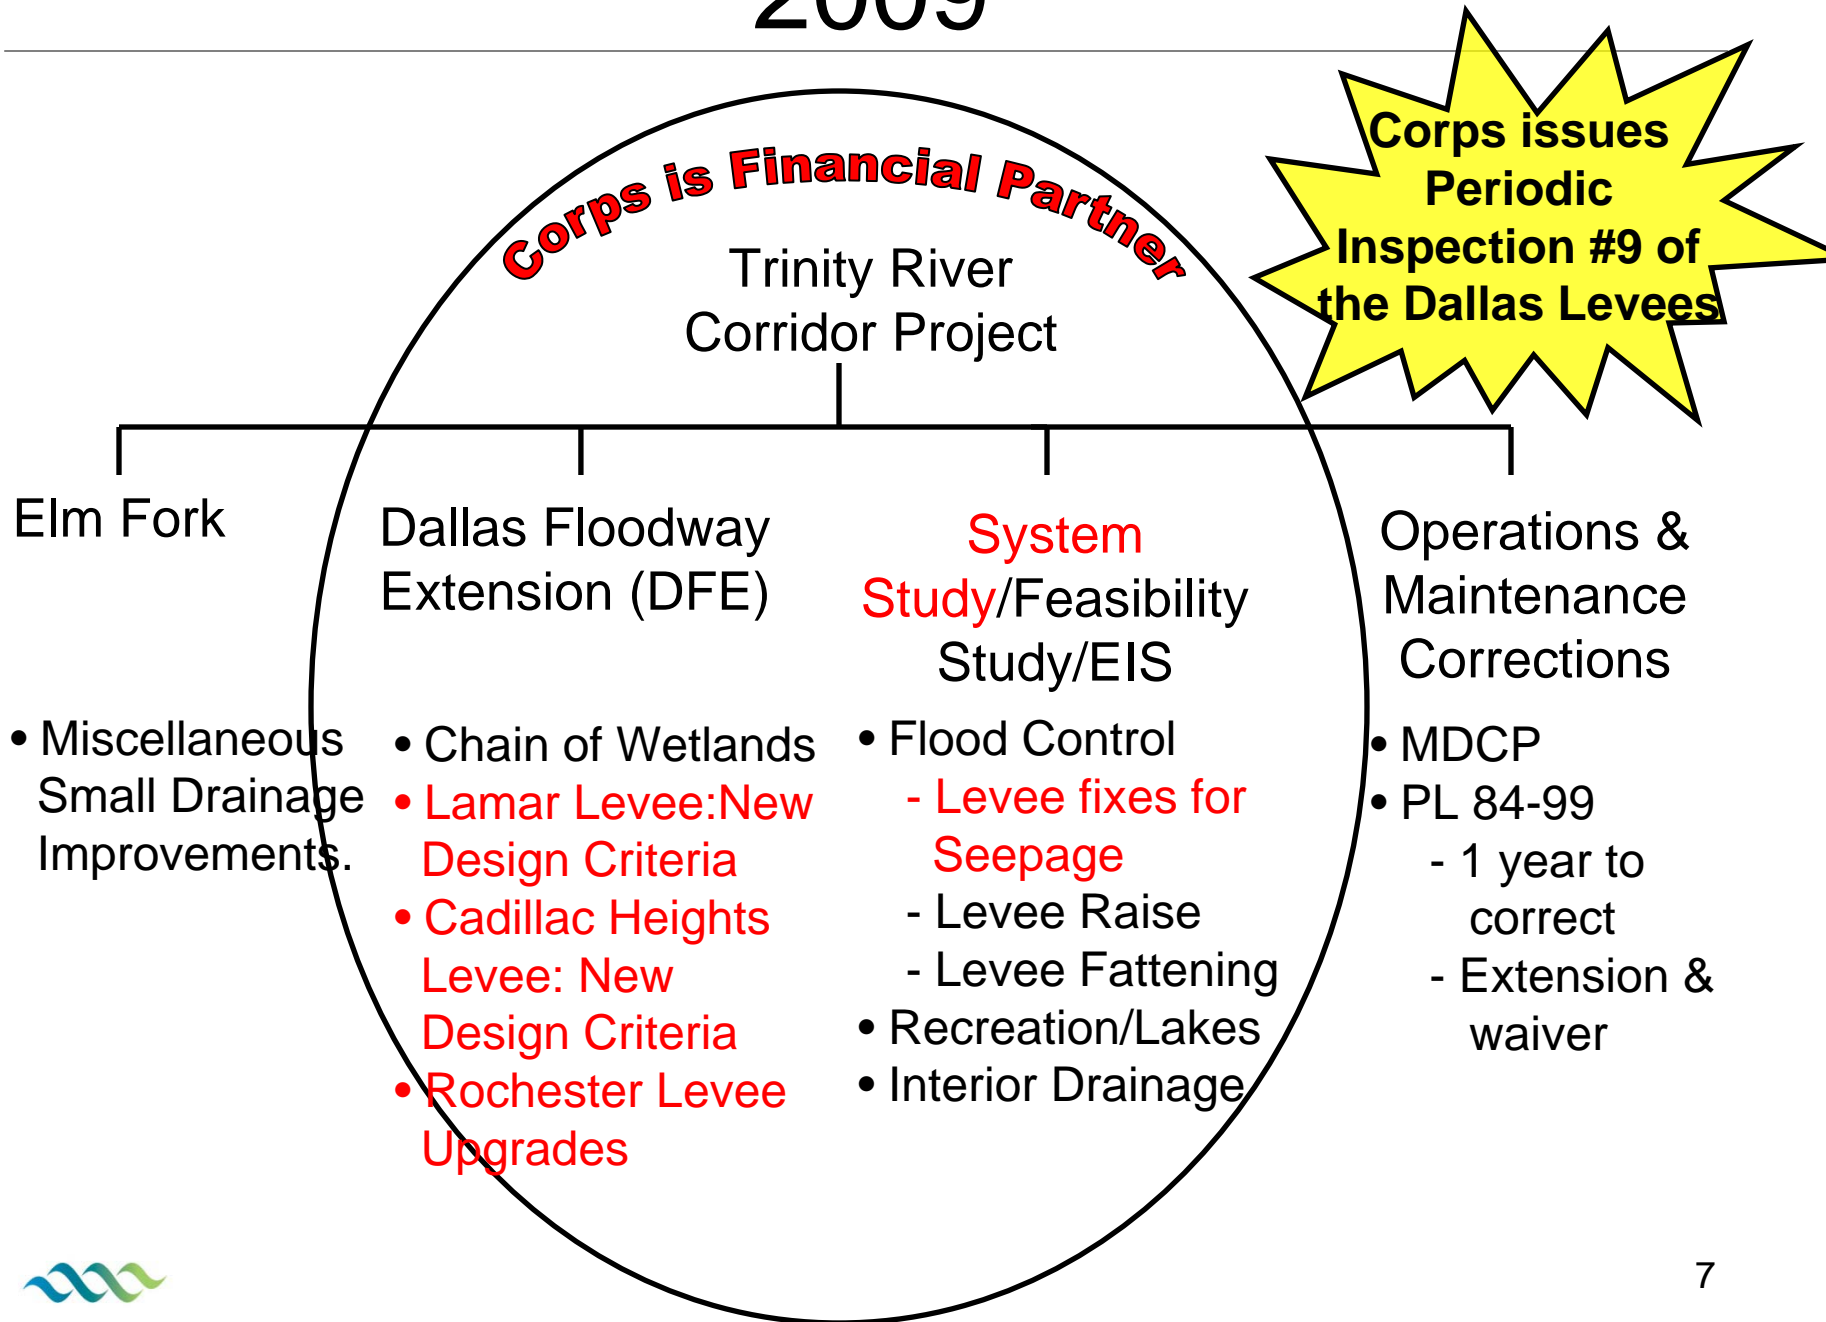 2009
Corps is Financial Partner
Corps issues
Periodic
Inspection #9 of
the Dallas Levees
Trinity River
Corridor Project
Elm Fork
• Miscellaneous
Small Drainage
Improvements.
Dallas Floodway
Extension (DFE)
• Chain of Wetlands
• Lamar Levee:New
Design Criteria
• Cadillac Heights
Levee: New
Design Criteria
• Rochester Levee
Upgrades
System
Study/Feasibility
Study/EIS
• Flood Control
- Levee fixes for
Seepage
- Levee Raise
- Levee Fattening
• Recreation/Lakes
• Interior Drainage
Operations &
Maintenance
Corrections
• MDCP
• PL 84-99
- 1 year to
correct
- Extension &
waiver
7